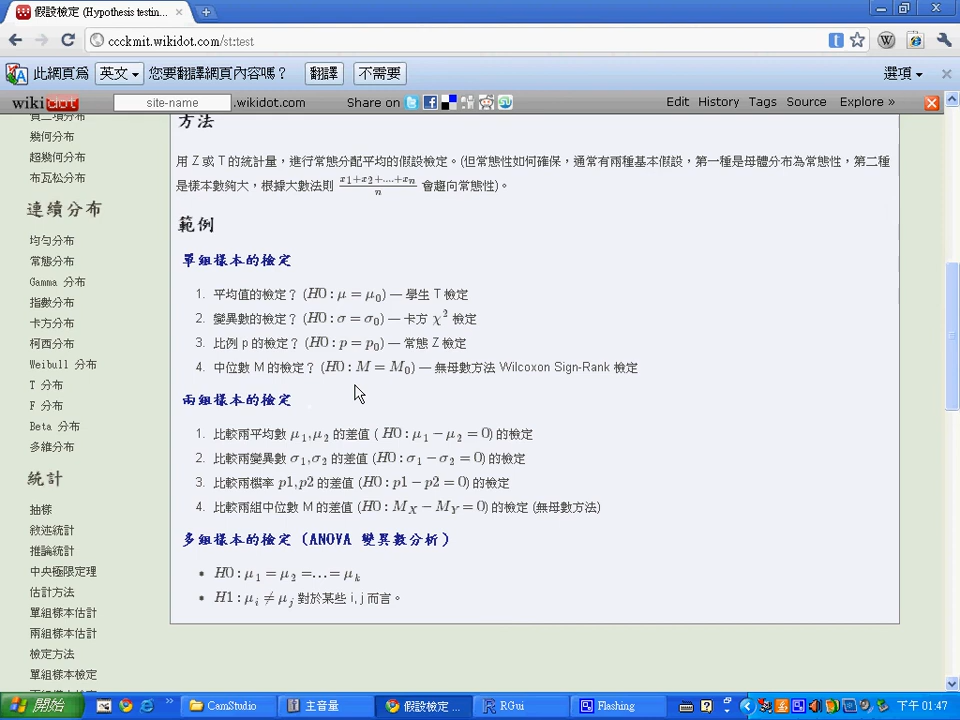 假設檢定 (Hypothesis testin...
ccckmit.wikidot.com/st:test
此網頁為 英文 您要翻譯網頁內容嗎？ 翻譯 不需要 選項
wikidot site-name .wikidot.com Share on Edit History Tags Source Explore »
負二項分布
幾何分布
超幾何分布
布瓦松分布
連續分布
均勻分布
常態分布
Gamma 分布
指數分布
卡方分布
柯西分布
Weibull 分布
T 分布
F 分布
Beta 分布
多維分布
統計
抽樣
敘述統計
推論統計
中央極限定理
估計方法
單組樣本估計
兩組樣本估計
檢定方法
單組樣本檢定
兩組樣本檢定
方法
用 Z 或 T 的統計量，進行常態分配平均的假設檢定。(但常態性如何確保，通常有兩種基本假設，第一種是母體分布為常態性，第二種
是樣本數夠大，根據大數法則 x1+x2+....+xn / n 會趨向常態性)。
範例
單組樣本的檢定
1. 平均值的檢定？ (H0 : μ = μ0) — 學生 T 檢定
2. 變異數的檢定？ (H0 : σ = σ0) — 卡方 χ² 檢定
3. 比例 p 的檢定？ (H0 : p = p0) — 常態 Z 檢定
4. 中位數 M 的檢定？ (H0 : M = M0) — 無母數方法 Wilcoxon Sign-Rank 檢定
兩組樣本的檢定
1. 比較兩平均數 μ1, μ2 的差值 ( H0 : μ1 − μ2 = 0) 的檢定
2. 比較兩變異數 σ1, σ2 的差值 (H0 : σ1 − σ2 = 0) 的檢定
3. 比較兩機率 p1, p2 的差值 (H0 : p1 − p2 = 0) 的檢定
4. 比較兩組中位數 M 的差值 (H0 : MX − MY = 0) 的檢定 (無母數方法)
多組樣本的檢定 (ANOVA 變異數分析)
• H0 : μ1 = μ2 =...= μk
• H1 : μi ≠ μj 對於某些 i, j 而言。
開始 CamStudio 主音量 假設檢定 ... RGui Flashing 下午 01:47